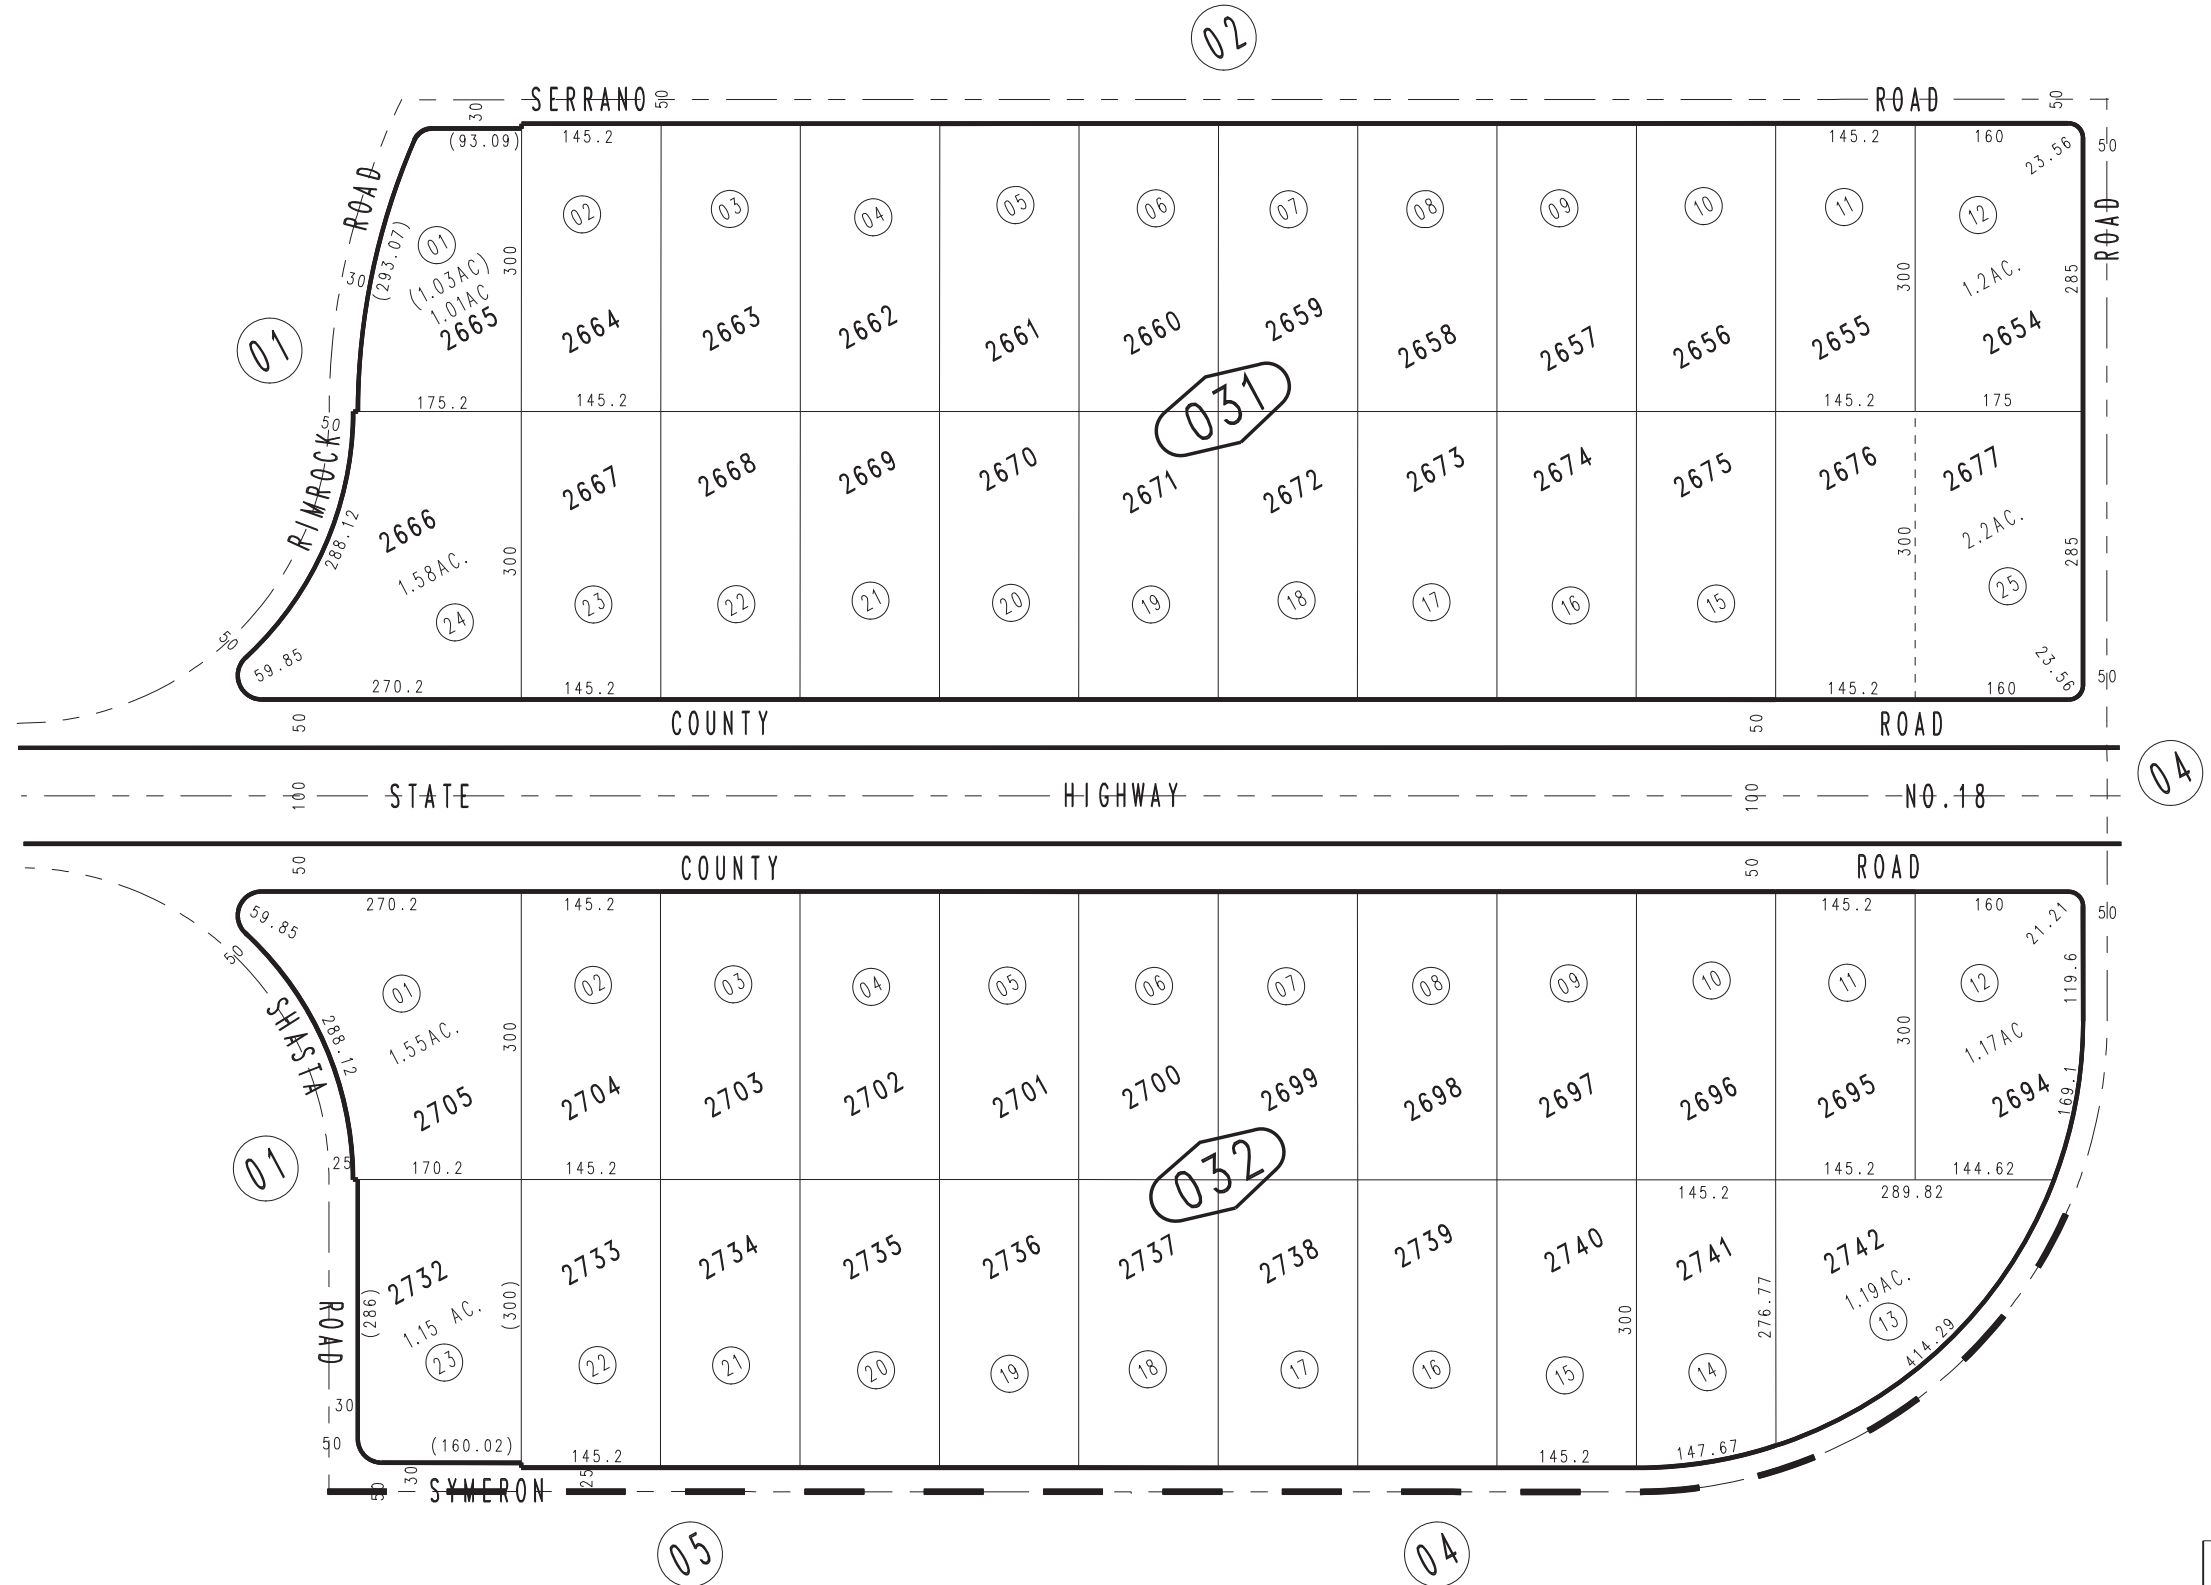 02
SERRANO 50 ROAD 50
30
(93.09) 145.2 145.2 160 23.56 50
ROAD
30
(293.07)
01 02 03 04 05 06 07 08 09 10 11 12
(1.03AC)
1.01AC
300 300 1.2AC. 285
ROAD
2665 2664 2663 2662 2661 2660 2659 2658 2657 2656 2655 2654
01
031
175.2 145.2 145.2 175
50
RIMROCK
2666 2667 2668 2669 2670 2671 2672 2673 2674 2675 2676 2677
288.12 1.58AC. 300 300 2.2AC. 285
24 23 22 21 20 19 18 17 16 15 25
50 59.85 23.56 50
270.2 145.2 145.2 160
50 COUNTY 50 ROAD
04
100 STATE HIGHWAY 100 NO.18
50 COUNTY 50 ROAD
270.2 145.2 145.2 160 21.21 50
59.85
50
01 02 03 04 05 06 07 08 09 10 11 12
119.6
SHASTA 288.12 1.55AC. 300 300 1.17AC
169.1
2705 2704 2703 2702 2701 2700 2699 2698 2697 2696 2695 2694
01
032
25 170.2 145.2 145.2 144.62
145.2 289.82
2732 2733 2734 2735 2736 2737 2738 2739 2740 2741 2742
ROAD (286) 1.15 AC. (300) 300 276.77 1.19AC.
23 22 21 20 19 18 17 16 15 14 13
414.29
30
50 (160.02) 145.2 145.2 147.67
50 30 SYMERON 25
05 04